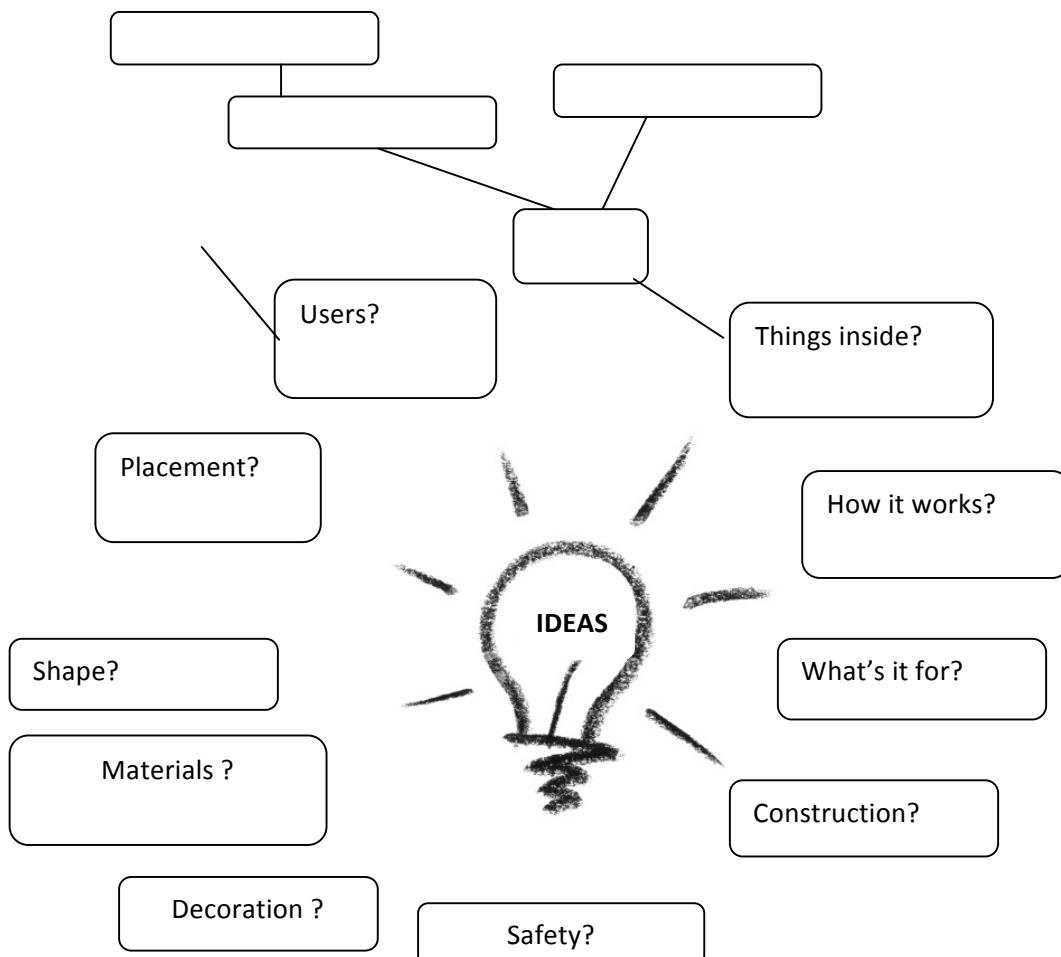 Users?
Things inside?
Placement?
How it works?
IDEAS
Shape?
What’s it for?
Materials ?
Construction?
Decoration ?
Safety?